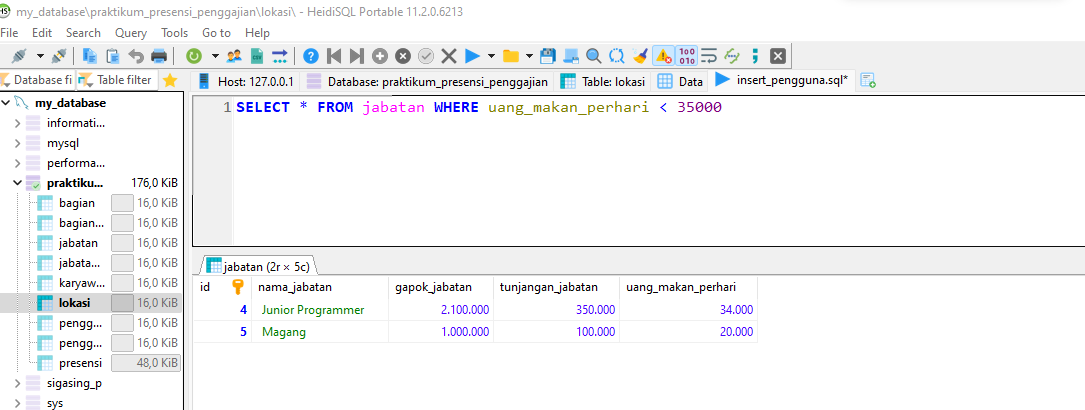 my_database\praktikum_presensi_penggajian\lokasi\ - HeidiSQL Portable 11.2.0.6213
File Edit Search Query Tools Go to Help
Database fi Table filter Host: 127.0.0.1 Database: praktikum_presensi_penggajian Table: lokasi Data insert_pengguna.sql*
my_database
informati...
mysql
performa...
praktiku... 176,0 KiB
bagian 16,0 KiB
bagian... 16,0 KiB
jabatan 16,0 KiB
jabata... 16,0 KiB
karyaw... 16,0 KiB
lokasi 16,0 KiB
pengg... 16,0 KiB
pengg... 16,0 KiB
presensi 48,0 KiB
sigasing_p
sys
1 SELECT * FROM jabatan WHERE uang_makan_perhari < 35000
jabatan (2r × 5c)
id nama_jabatan gapok_jabatan tunjangan_jabatan uang_makan_perhari
4 Junior Programmer 2.100.000 350.000 34.000
5 Magang 1.000.000 100.000 20.000